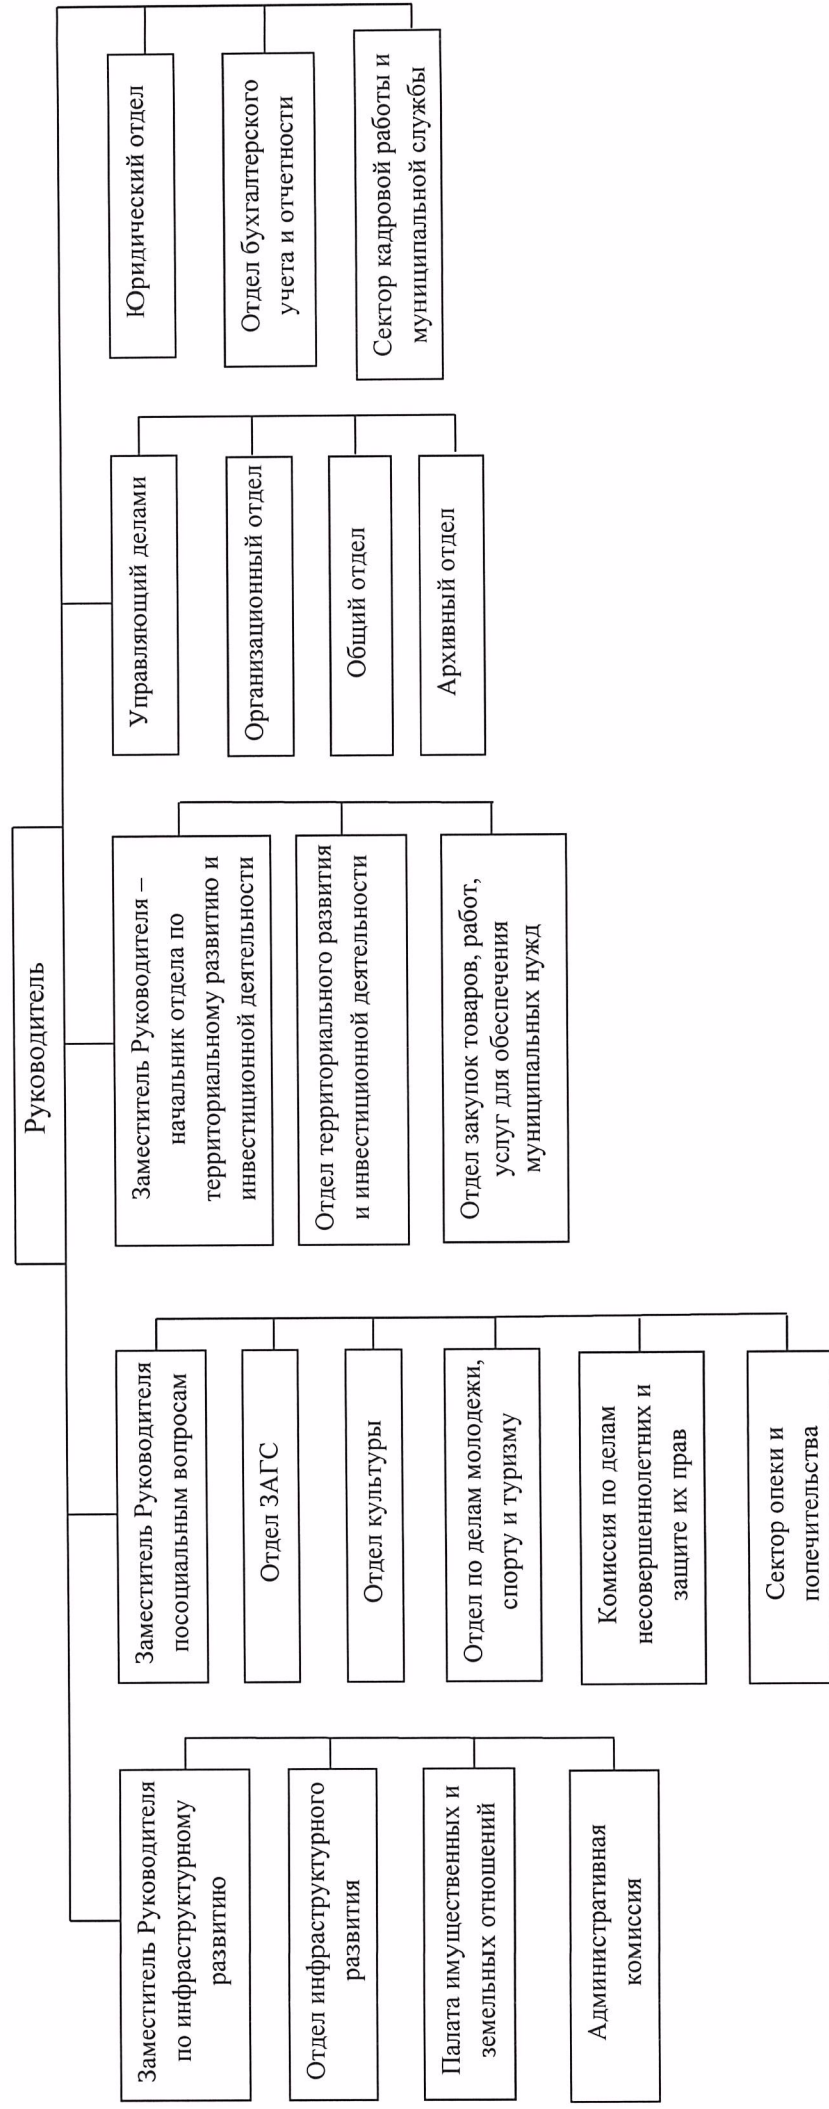 Руководитель
Заместитель Руководителя
по инфраструктурному
развитию
Отдел инфраструктурного
развития
Палата имущественных и
земельных отношений
Административная
комиссия
Заместитель Руководителя
посоциальным вопросам
Отдел ЗАГС
Отдел культуры
Отдел по делам молодежи,
спорту и туризму
Комиссия по делам
несовершеннолетних и
защите их прав
Сектор опеки и
попечительства
Заместитель Руководителя –
начальник отдела по
территориальному развитию и
инвестиционной деятельности
Отдел территориального развития
и инвестиционной деятельности
Отдел закупок товаров, работ,
услуг для обеспечения
муниципальных нужд
Управляющий делами
Организационный отдел
Общий отдел
Архивный отдел
Юридический отдел
Отдел бухгалтерского
учета и отчетности
Сектор кадровой работы и
муниципальной службы